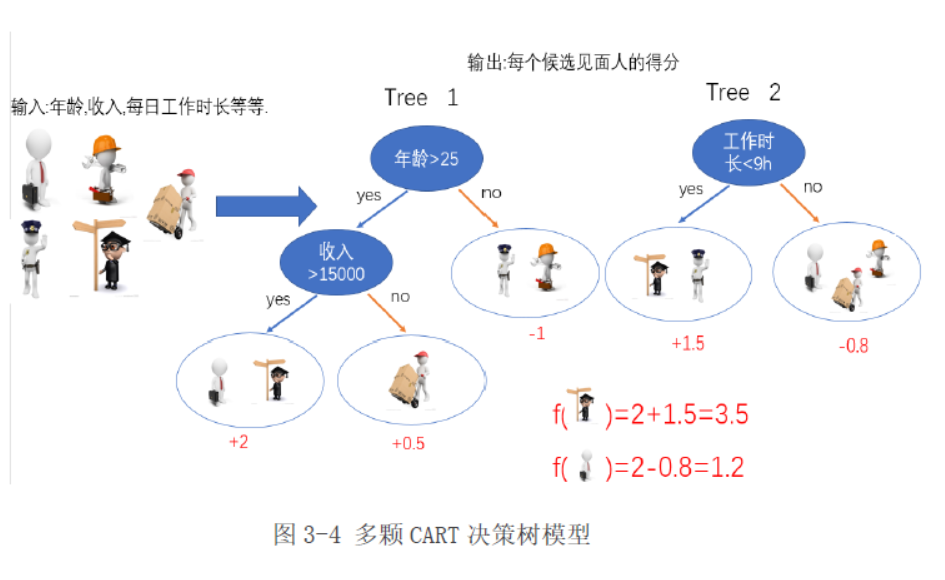 输出:每个候选见面人的得分
输入:年龄,收入,每日工作时长等等.
Tree 1
Tree 2
年龄>25
工作时
长<9h
yes
no
yes
no
收入
>15000
yes
no
-1
+1.5
-0.8
+2
+0.5
f( )=2+1.5=3.5
f( )=2-0.8=1.2
图 3-4 多颗 CART 决策树模型